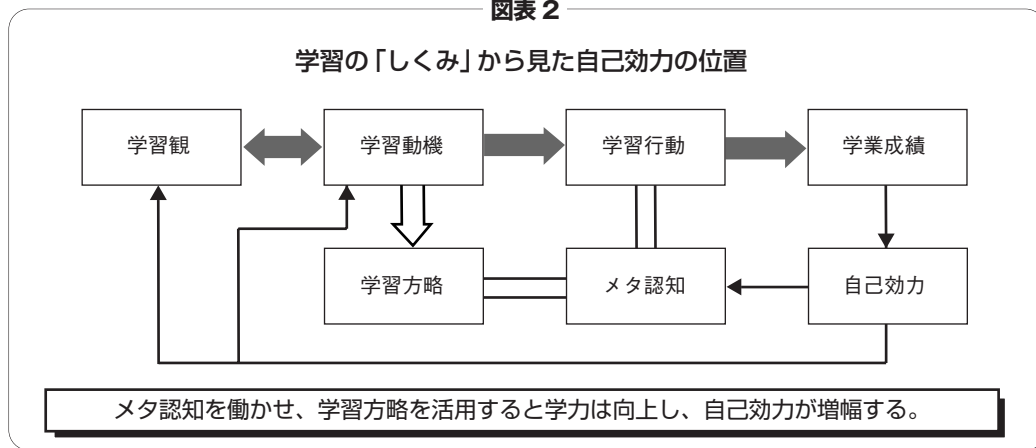 図表 2
学習の「しくみ」から見た自己効力の位置
学習観
学習動機
学習行動
学業成績
学習方略
メタ認知
自己効力
メタ認知を働かせ、学習方略を活用すると学力は向上し、自己効力が増幅する。